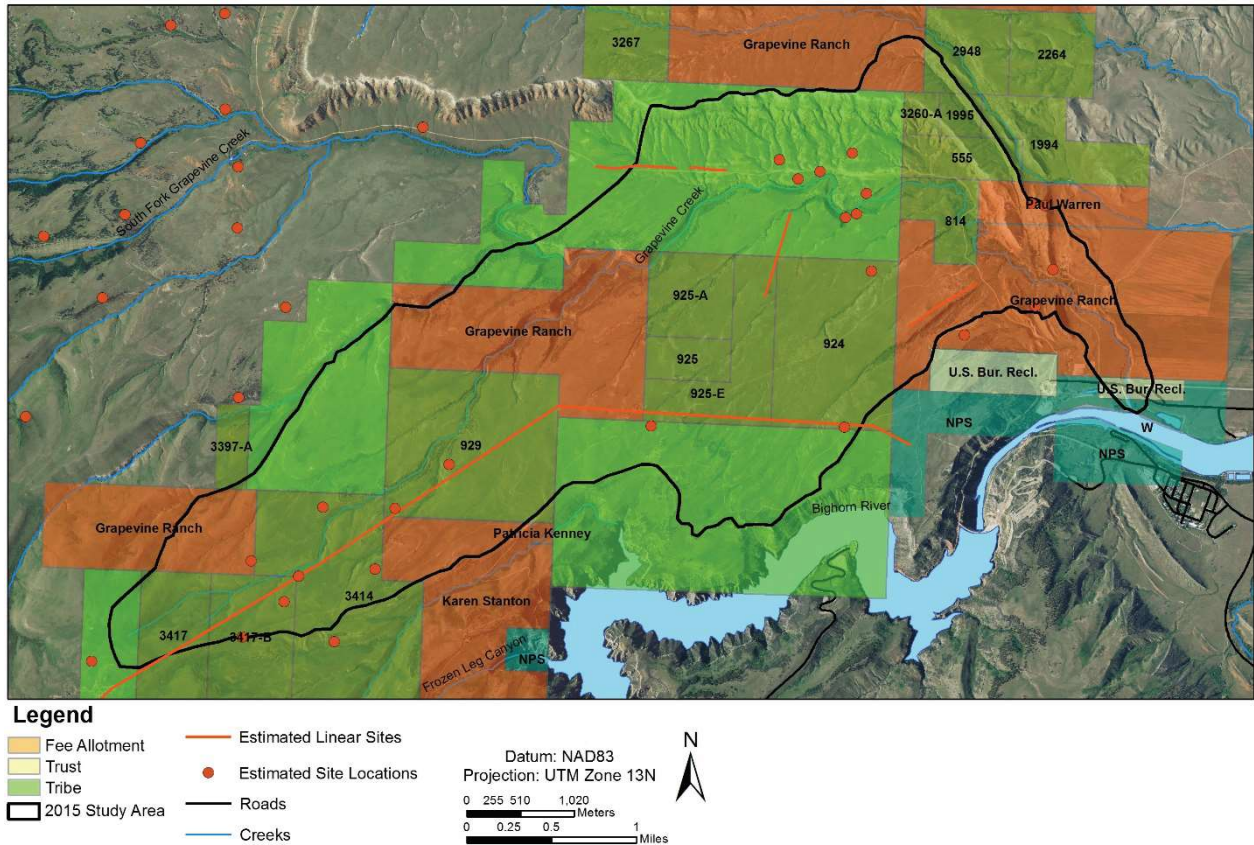 3267
Grapevine Ranch
2948
2264
3260-A
1995
1994
555
South Fork Grapevine Creek
Grapevine Creek
814
Paul Warren
925-A
Grapevine Ranch
Grapevine Ranch
924
925
925-E
U.S. Bur. Recl.
U.S. Bur. Recl.
NPS
W
NPS
3397-A
929
Grapevine Ranch
Patricia Kenney
Bighorn River
3414
Karen Stanton
3417
3417-B
Frozen Leg Canyon
NPS
Legend
Fee Allotment
Trust
Tribe
2015 Study Area
Estimated Linear Sites
Estimated Site Locations
Roads
Creeks
Datum: NAD83
Projection: UTM Zone 13N
0 255 510 1,020
Meters
0 0.25 0.5 1
Miles
N